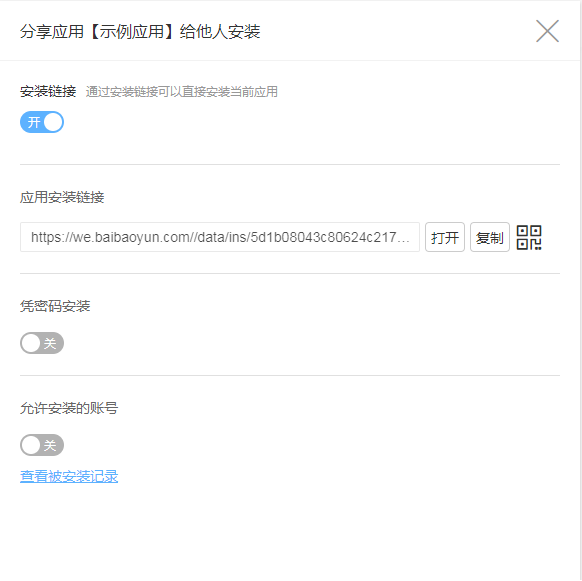 分享应用【示例应用】给他人安装
安装链接 通过安装链接可以直接安装当前应用
开
应用安装链接
https://we.baibaoyun.com//data/ins/5d1b08043c80624c217... 打开 复制
凭密码安装
关
允许安装的账号
关
查看被安装记录